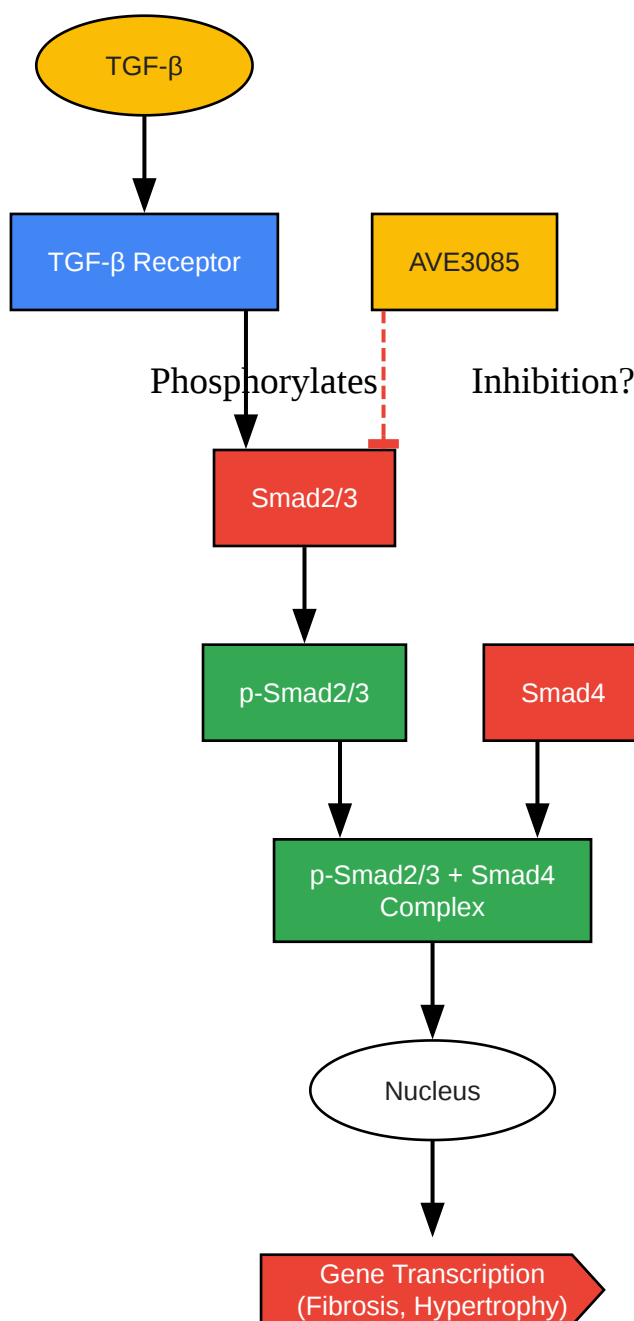 TGF-β
TGF-β Receptor
AVE3085
Phosphorylates
Inhibition?
Smad2/3
p-Smad2/3
Smad4
p-Smad2/3 + Smad4
Complex
Nucleus
Gene Transcription
(Fibrosis, Hypertrophy)